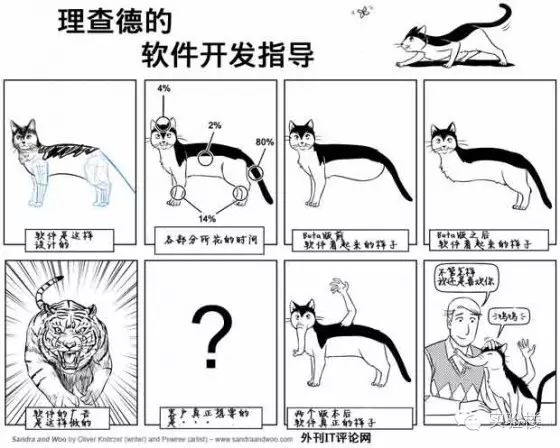 理查德的
软件开发指导
4%
2%
80%
14%
软件是这样
设计的
各部分所花的时间
Beta版前
软件看起来的样子
Beta版之后
软件看起来的样子
软件的广告
是这样做的
客户真正想要的
是····
两个版本后
软件真正的样子
不管怎样
我还是喜欢你
Sandra and Woo by Oliver Knörzer (writer) and Powree (artist) – www.sandraandwoo.com
外刊IT评论网
实验楼